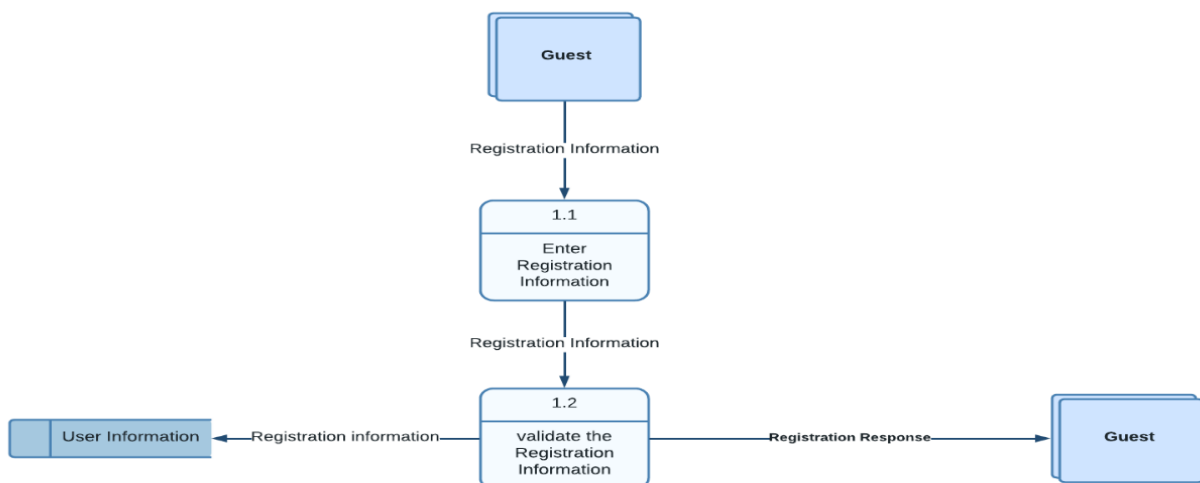 Guest
Registration Information
1.1
Enter
Registration
Information
Registration Information
1.2
User Information
Registration information
validate the
Registration
Information
Registration Response
Guest